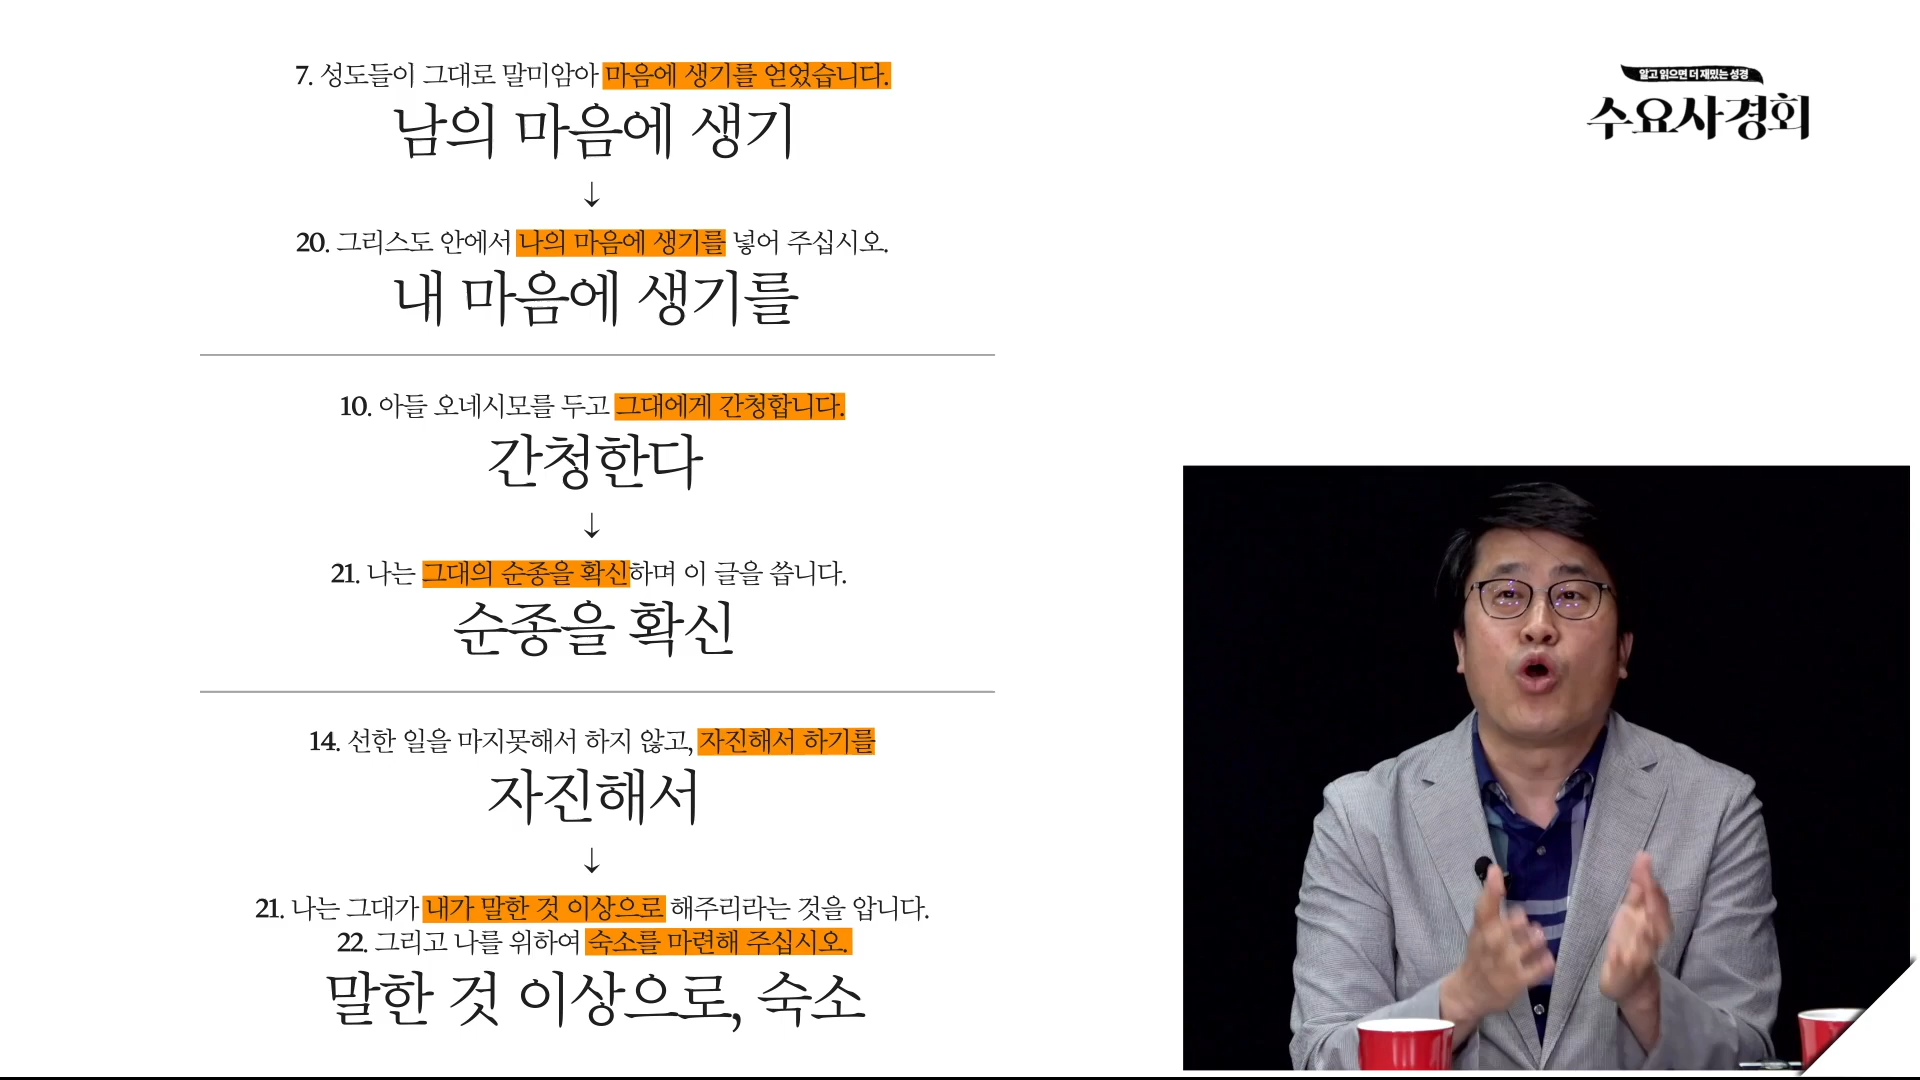 7. 성도들이 그대로 말미암아 마음에 생기를 얻었습니다.
남의 마음에 생기
↓
20. 그리스도 안에서 나의 마음에 생기를 넣어 주십시오.
내 마음에 생기를
10. 아들 오네시모를 두고 그대에게 간청합니다.
간청한다
↓
21. 나는 그대의 순종을 확신하며 이 글을 씁니다.
순종을 확신
14. 선한 일을 마지못해서 하지 않고, 자진해서 하기를
자진해서
↓
21. 나는 그대가 내가 말한 것 이상으로 해주리라는 것을 압니다.
22. 그리고 나를 위하여 숙소를 마련해 주십시오.
말한 것 이상으로, 숙소
알고 읽으면 더 재밌는 성경
수요사경회